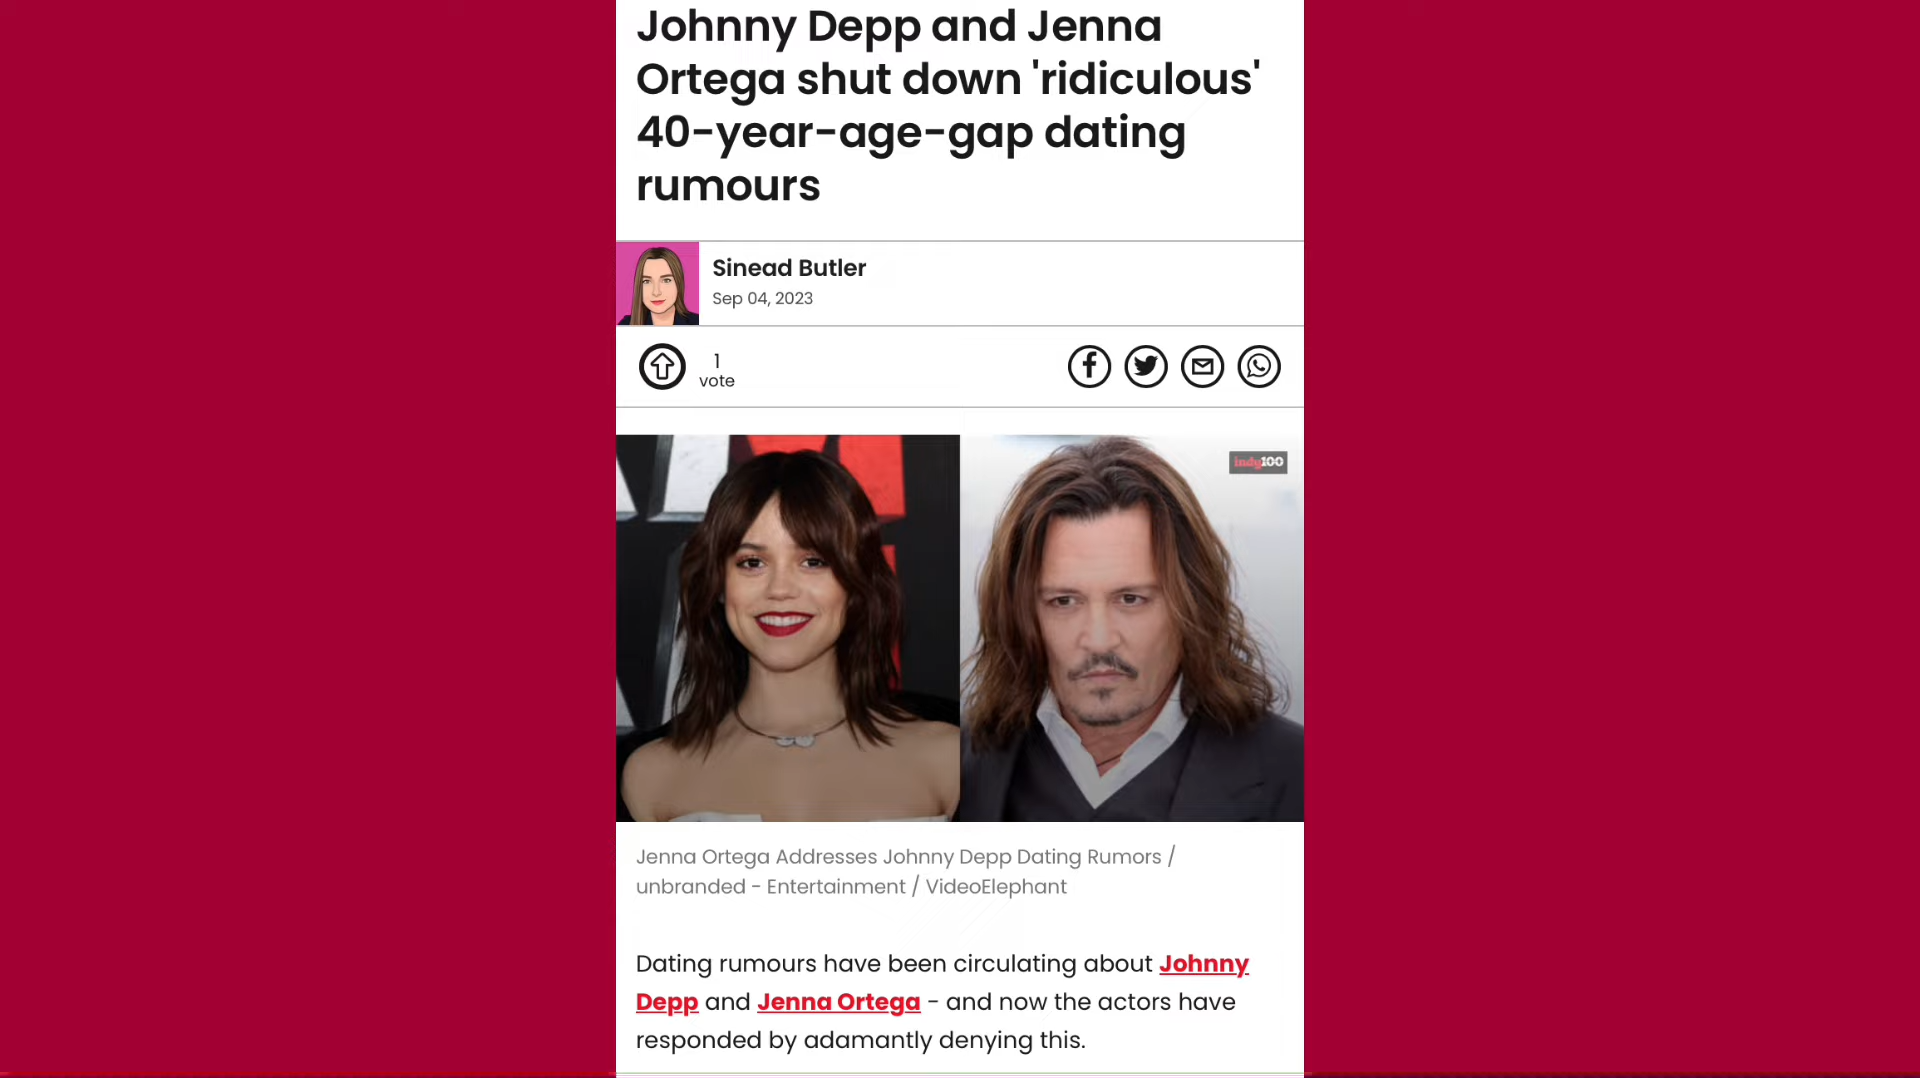 Johnny Depp and Jenna
Ortega shut down 'ridiculous'
40-year-age-gap dating
rumours
Sinead Butler
Sep 04, 2023
1
vote
indy100
Jenna Ortega Addresses Johnny Depp Dating Rumors /
unbranded - Entertainment / VideoElephant
Dating rumours have been circulating about Johnny
Depp and Jenna Ortega - and now the actors have
responded by adamantly denying this.